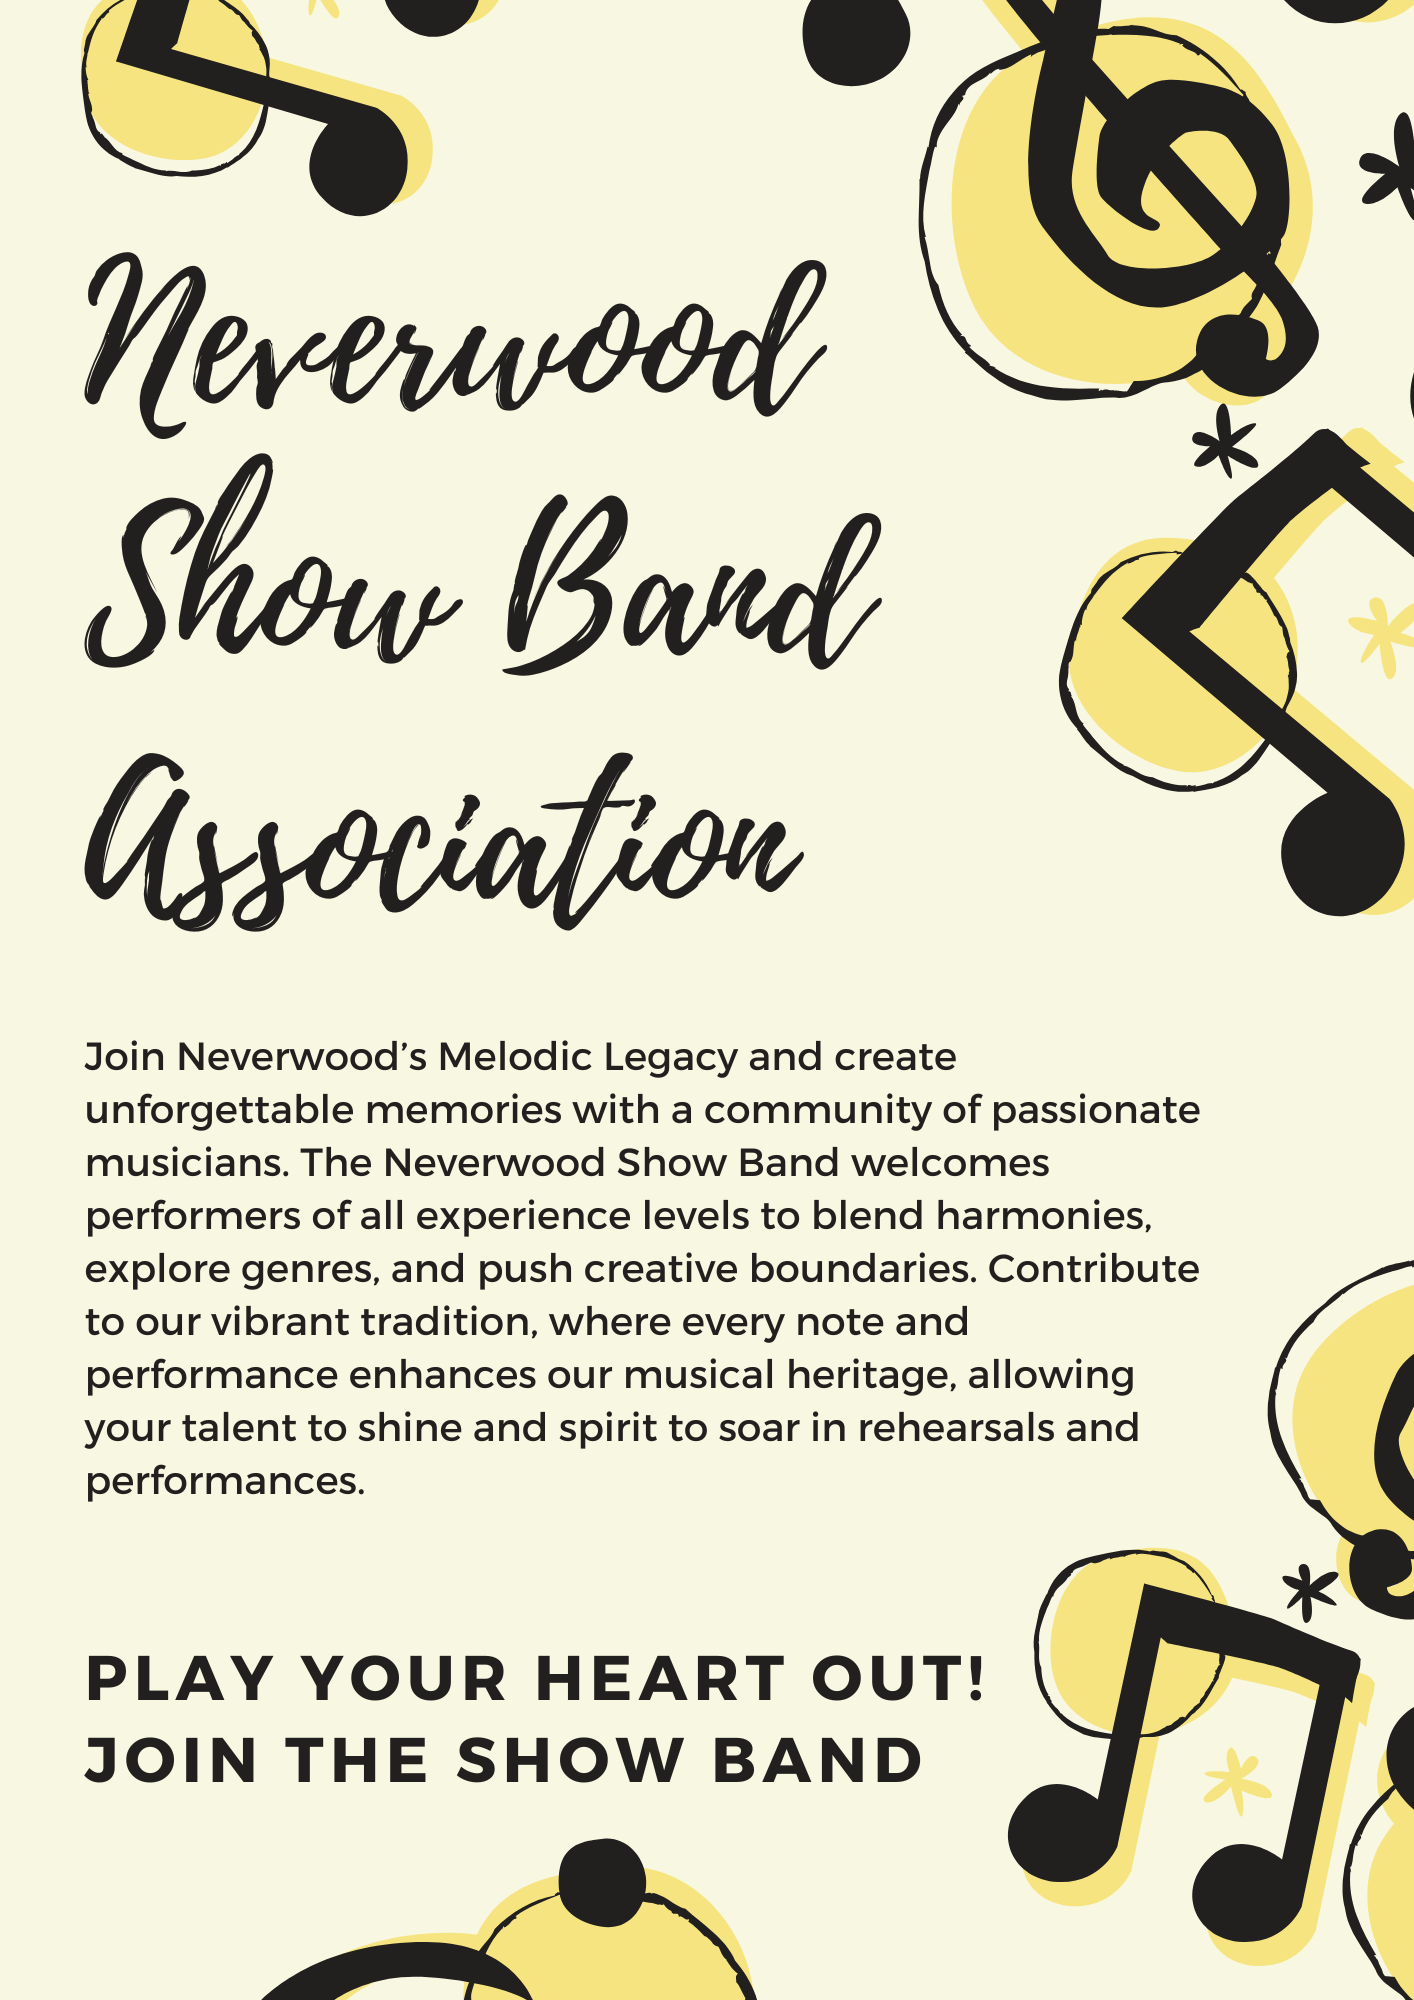 Neverwood
Show Band
Association
Join Neverwood’s Melodic Legacy and create
unforgettable memories with a community of passionate
musicians. The Neverwood Show Band welcomes
performers of all experience levels to blend harmonies,
explore genres, and push creative boundaries. Contribute
to our vibrant tradition, where every note and
performance enhances our musical heritage, allowing
your talent to shine and spirit to soar in rehearsals and
performances.
PLAY YOUR HEART OUT!
JOIN THE SHOW BAND